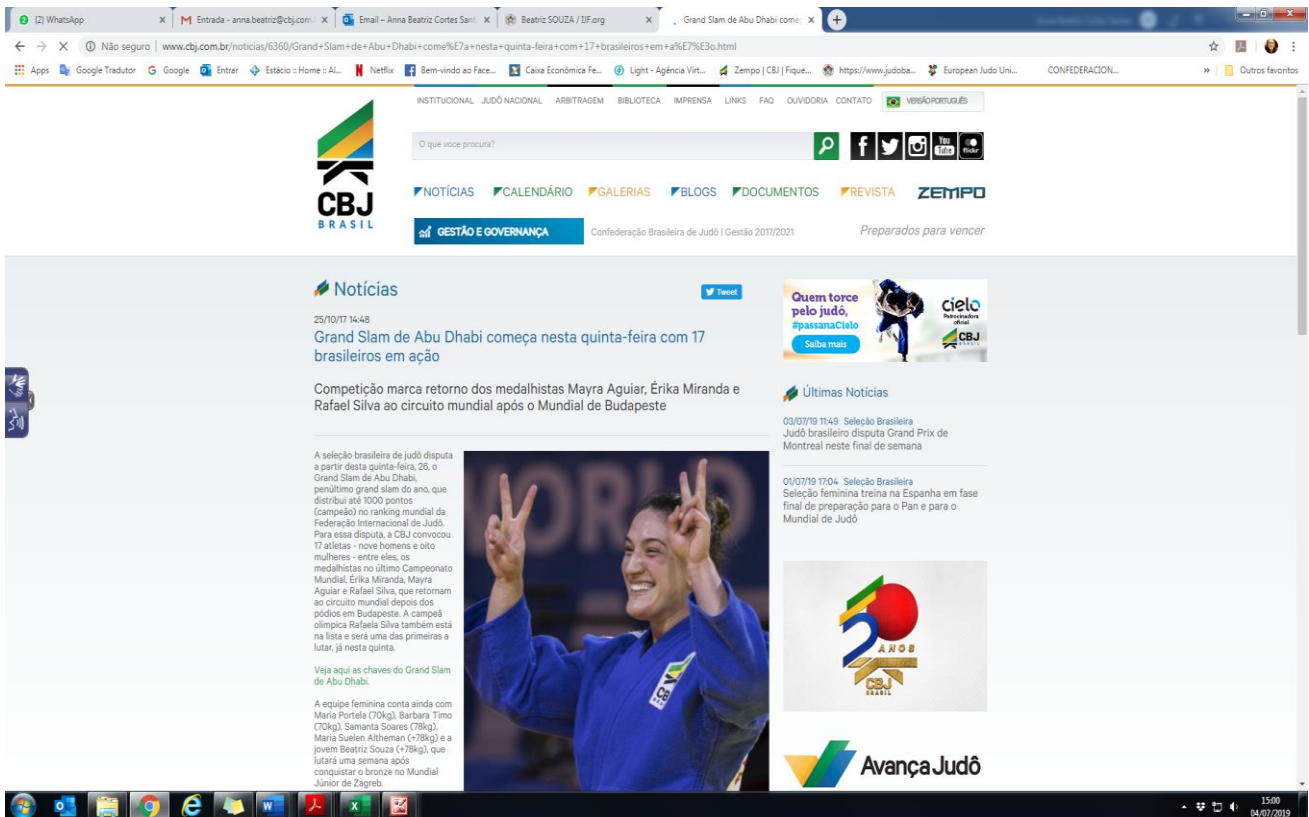 (2) WhatsApp
Entrada - anna.beatriz@cbj.com.
Email – Anna Beatriz Cortes Sant
Beatriz SOUZA / IJF.org
Grand Slam de Abu Dhabi começ
Não seguro | www.cbj.com.br/noticias/6360/Grand+Slam+de+Abu+Dhabi+come%E7a+nesta+quinta-feira+com+17+brasileiros+em+a%E7%E3o.html
Apps Google Tradutor Google Entrar Estácio :: Home :: Al... Netflix Bem-vindo ao Face... Caixa Econômica Fe... Light - Agência Virt... Zempo | CBJ | Fique... https://www.judoba... European Judo Uni... CONFEDERACION... » Outros favoritos
INSTITUCIONAL JUDÔ NACIONAL ARBITRAGEM BIBLIOTECA IMPRENSA LINKS FAQ OUVIDORIA CONTATO VERSÃO PORTUGUÊS
O que voce procura?
You Tube
flickr
CBJ
BRASIL
NOTÍCIAS CALENDÁRIO GALERIAS BLOGS DOCUMENTOS REVISTA ZEMPO
GESTÃO E GOVERNANÇA Confederação Brasileira de Judô | Gestão 2017/2021 Preparados para vencer
Notícias
Tweet
25/10/17 14:48
Grand Slam de Abu Dhabi começa nesta quinta-feira com 17
brasileiros em ação
Competição marca retorno dos medalhistas Mayra Aguiar, Érika Miranda e
Rafael Silva ao circuito mundial após o Mundial de Budapeste
A seleção brasileira de judô disputa
a partir desta quinta-feira, 26, o
Grand Slam de Abu Dhabi,
penúltimo grand slam do ano, que
distribui até 1000 pontos
(campeão) no ranking mundial da
Federação Internacional de Judô.
Para essa disputa, a CBJ convocou
17 atletas - nove homens e oito
mulheres - entre eles, os
medalhistas no último Campeonato
Mundial, Érika Miranda, Mayra
Aguiar e Rafael Silva, que retornam
ao circuito mundial depois dos
pódios em Budapeste. A campeã
olímpica Rafaela Silva também está
na lista e será uma das primeiras a
lutar, já nesta quinta.
Veja aqui as chaves do Grand Slam
de Abu Dhabi.
A equipe feminina conta ainda com
Maria Portela (70kg), Barbara Timo
(70kg), Samanta Soares (78kg),
Maria Suelen Altheman (+78kg) e a
jovem Beatriz Souza (+78kg), que
lutará uma semana após
conquistar o bronze no Mundial
Júnior de Zagreb.
WORLD
CBJ
Quem torce
pelo judô,
#passanaCielo
Saiba mais
cielo
Patrocinadora
oficial
CBJ
BRASIL
Últimas Notícias
03/07/19 11:49 Seleção Brasileira
Judô brasileiro disputa Grand Prix de
Montreal neste final de semana
01/07/19 17:04 Seleção Brasileira
Seleção feminina treina na Espanha em fase
final de preparação para o Pan e para o
Mundial de Judô
50
ANOS
CBJ
BRASIL
Avança Judô
15:00
04/07/2019